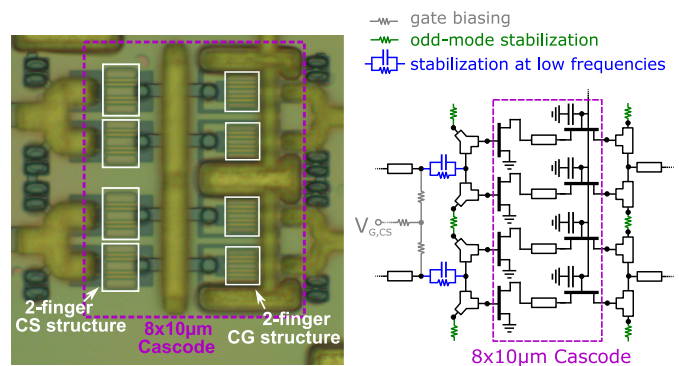 gate biasing
odd-mode stabilization
stabilization at low frequencies
2-finger
CS structure
8x10µm
Cascode
2-finger
CG structure
V_G,CS
8x10µm Cascode